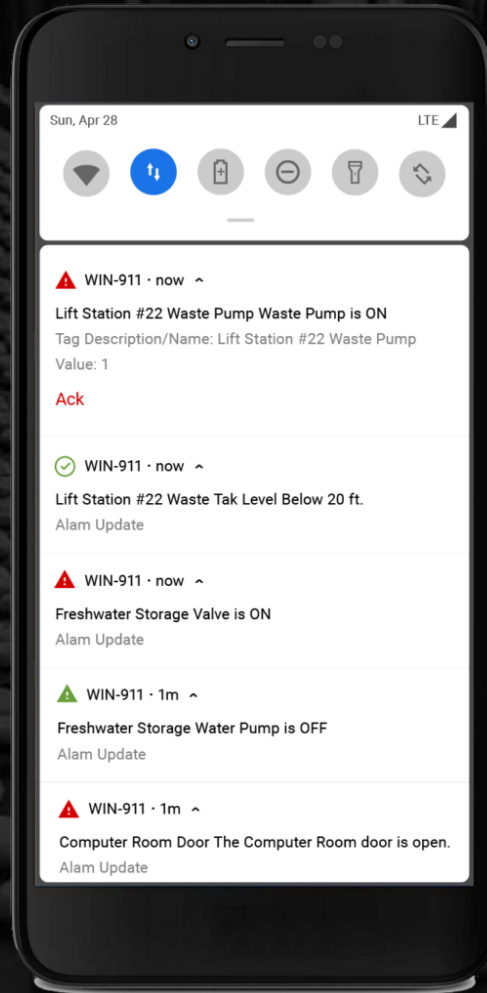 Sun, Apr 28 LTE
WIN-911 · now
Lift Station #22 Waste Pump Waste Pump is ON
Tag Description/Name: Lift Station #22 Waste Pump
Value: 1
Ack
WIN-911 · now
Lift Station #22 Waste Tak Level Below 20 ft.
Alam Update
WIN-911 · now
Freshwater Storage Valve is ON
Alam Update
WIN-911 · 1m
Freshwater Storage Water Pump is OFF
Alam Update
WIN-911 · 1m
Computer Room Door The Computer Room door is open.
Alam Update